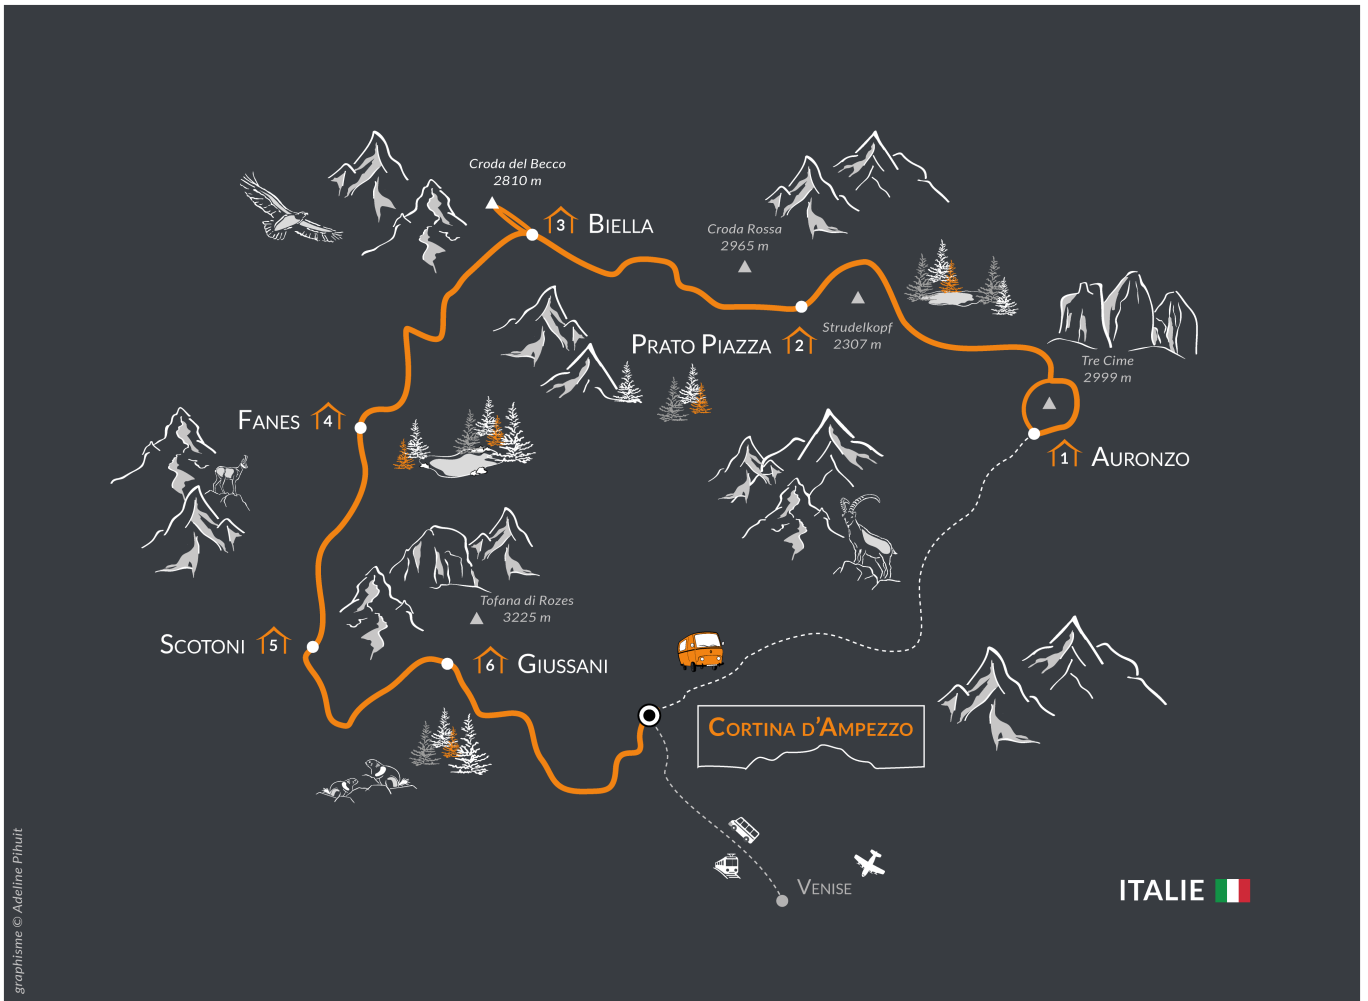 Croda del Becco
2810 m
3 BIELLA
Croda Rossa
2965 m
PRATO PIAZZA 2
Strudelkopf
2307 m
Tre Cime
2999 m
1 AURONZO
FANES 4
Tofana di Rozes
3225 m
SCOTONI 5
6 GIUSSANI
CORTINA D’AMPEZZO
VENISE
ITALIE
graphisme © Adeline Pihuit